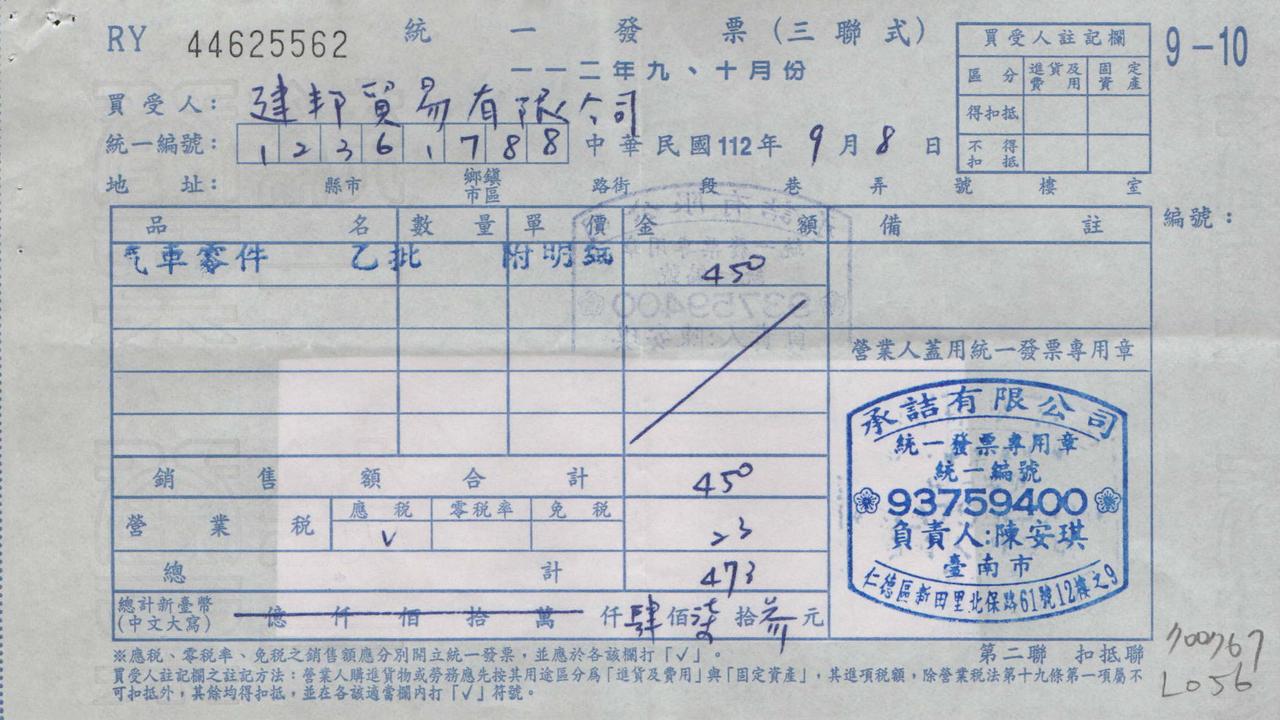 RY 44625562 統一發票(三聯式) 9-10
一一二年九、十月份
買受人註記欄
區分 進貨及費用 固定資產
得扣抵
不得扣抵
買受人: 建邦貿易有限公司
統一編號: 12361788 中華民國112年9月8日
地址: 縣市 鄉鎮市區 路街 段 巷 弄 號 樓 室
品名 數量 單價 金額 備註 編號:
汽車零件 乙批 附明細 450
營業人蓋用統一發票專用章
銷售額合計 450
營業稅 應稅 零稅率 免稅
V 23
總計 473
總計新臺幣(中文大寫) 億仟佰拾萬 仟肆佰柒拾叁元
承詰有限公司
統一發票專用章
統一編號
93759400
負責人:陳安琪
臺南市
仁德區新田里北保路61號12樓之9
※應稅、零稅率、免稅之銷售額應分別開立統一發票,並應於各該欄打「√」。
買受人註記欄之註記方法:營業人購進貨物或勞務應先按其用途區分為「進貨及費用」與「固定資產」,其進項稅額,除營業稅法第十九條第一項屬不
可扣抵外,其餘均得扣抵,並在各該適當欄內打「√」符號。
第二聯 扣抵聯
700767
L056